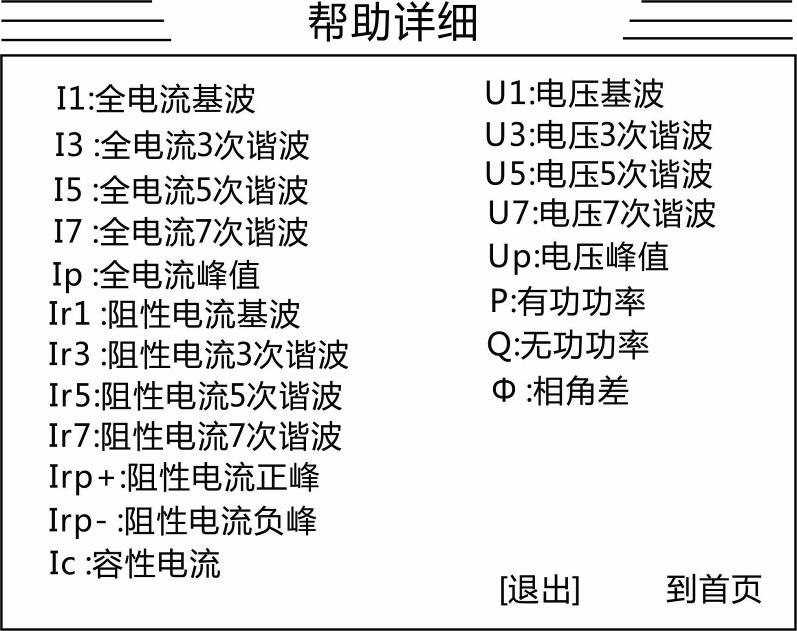 帮助详细
I1:全电流基波
I3 :全电流3次谐波
I5 :全电流5次谐波
I7 :全电流7次谐波
Ip :全电流峰值
Ir1 :阻性电流基波
Ir3 :阻性电流3次谐波
Ir5:阻性电流5次谐波
Ir7:阻性电流7次谐波
Irp+:阻性电流正峰
Irp- :阻性电流负峰
Ic :容性电流
U1:电压基波
U3:电压3次谐波
U5:电压5次谐波
U7:电压7次谐波
Up:电压峰值
P:有功功率
Q:无功功率
Φ :相角差
[退出] 到首页